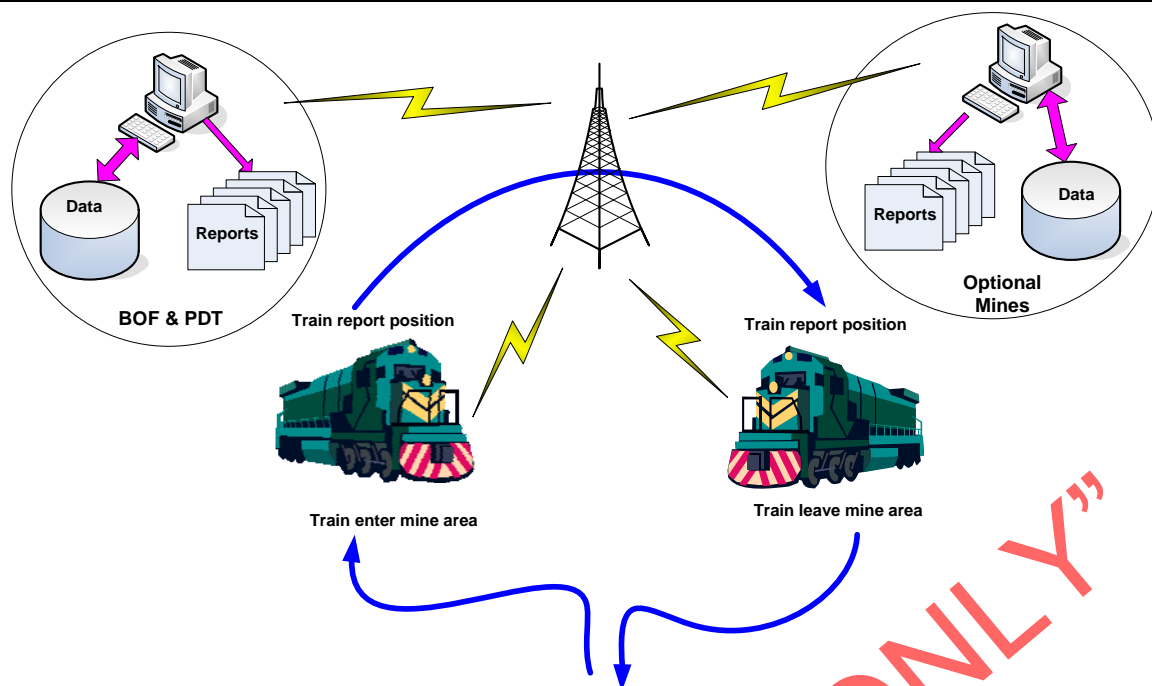 Data
Reports
BOF & PDT
Reports
Data
Optional
Mines
Train report position
Train report position
Train enter mine area
Train leave mine area
ONLY”